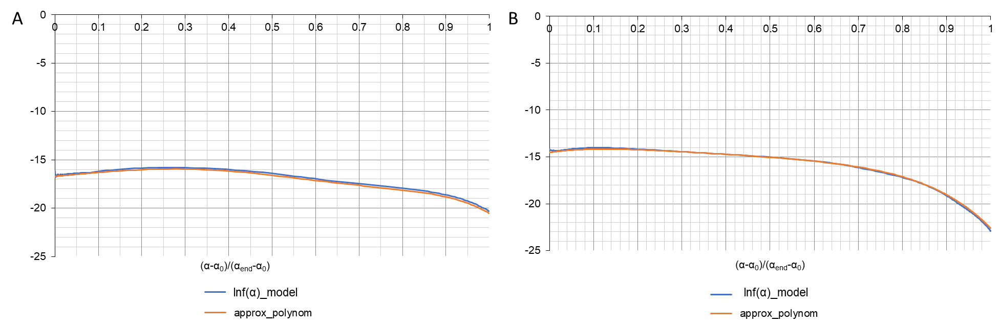 A
0
0 0.1 0.2 0.3 0.4 0.5 0.6 0.7 0.8 0.9 1
-5
-10
-15
-20
-25
(α-α0)/(αend-α0)
lnf(α)_model
approx_polynom
B
0
0 0.1 0.2 0.3 0.4 0.5 0.6 0.7 0.8 0.9 1
-5
-10
-15
-20
-25
(α-α0)/(αend-α0)
lnf(α)_model
approx_polynom